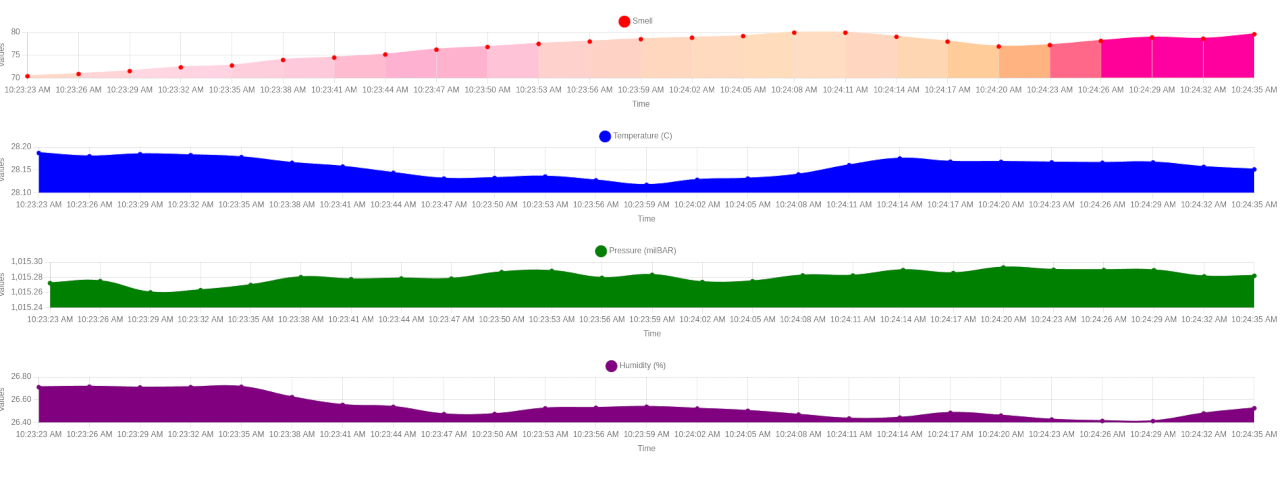 Smell
80
75
70
values
10:23:23 AM 10:23:26 AM 10:23:29 AM 10:23:32 AM 10:23:35 AM 10:23:38 AM 10:23:41 AM 10:23:44 AM 10:23:47 AM 10:23:50 AM 10:23:53 AM 10:23:56 AM 10:23:59 AM 10:24:02 AM 10:24:05 AM 10:24:08 AM 10:24:11 AM 10:24:14 AM 10:24:17 AM 10:24:20 AM 10:24:23 AM 10:24:26 AM 10:24:29 AM 10:24:32 AM 10:24:35 AM
Time
Temperature (C)
28.20
28.15
28.10
values
10:23:23 AM 10:23:26 AM 10:23:29 AM 10:23:32 AM 10:23:35 AM 10:23:38 AM 10:23:41 AM 10:23:44 AM 10:23:47 AM 10:23:50 AM 10:23:53 AM 10:23:56 AM 10:23:59 AM 10:24:02 AM 10:24:05 AM 10:24:08 AM 10:24:11 AM 10:24:14 AM 10:24:17 AM 10:24:20 AM 10:24:23 AM 10:24:26 AM 10:24:29 AM 10:24:32 AM 10:24:35 AM
Time
Pressure (milBAR)
1,015.30
1,015.28
1,015.26
1,015.24
values
10:23:23 AM 10:23:26 AM 10:23:29 AM 10:23:32 AM 10:23:35 AM 10:23:38 AM 10:23:41 AM 10:23:44 AM 10:23:47 AM 10:23:50 AM 10:23:53 AM 10:23:56 AM 10:23:59 AM 10:24:02 AM 10:24:05 AM 10:24:08 AM 10:24:11 AM 10:24:14 AM 10:24:17 AM 10:24:20 AM 10:24:23 AM 10:24:26 AM 10:24:29 AM 10:24:32 AM 10:24:35 AM
Time
Humidity (%)
26.80
26.60
26.40
values
10:23:23 AM 10:23:26 AM 10:23:29 AM 10:23:32 AM 10:23:35 AM 10:23:38 AM 10:23:41 AM 10:23:44 AM 10:23:47 AM 10:23:50 AM 10:23:53 AM 10:23:56 AM 10:23:59 AM 10:24:02 AM 10:24:05 AM 10:24:08 AM 10:24:11 AM 10:24:14 AM 10:24:17 AM 10:24:20 AM 10:24:23 AM 10:24:26 AM 10:24:29 AM 10:24:32 AM 10:24:35 AM
Time